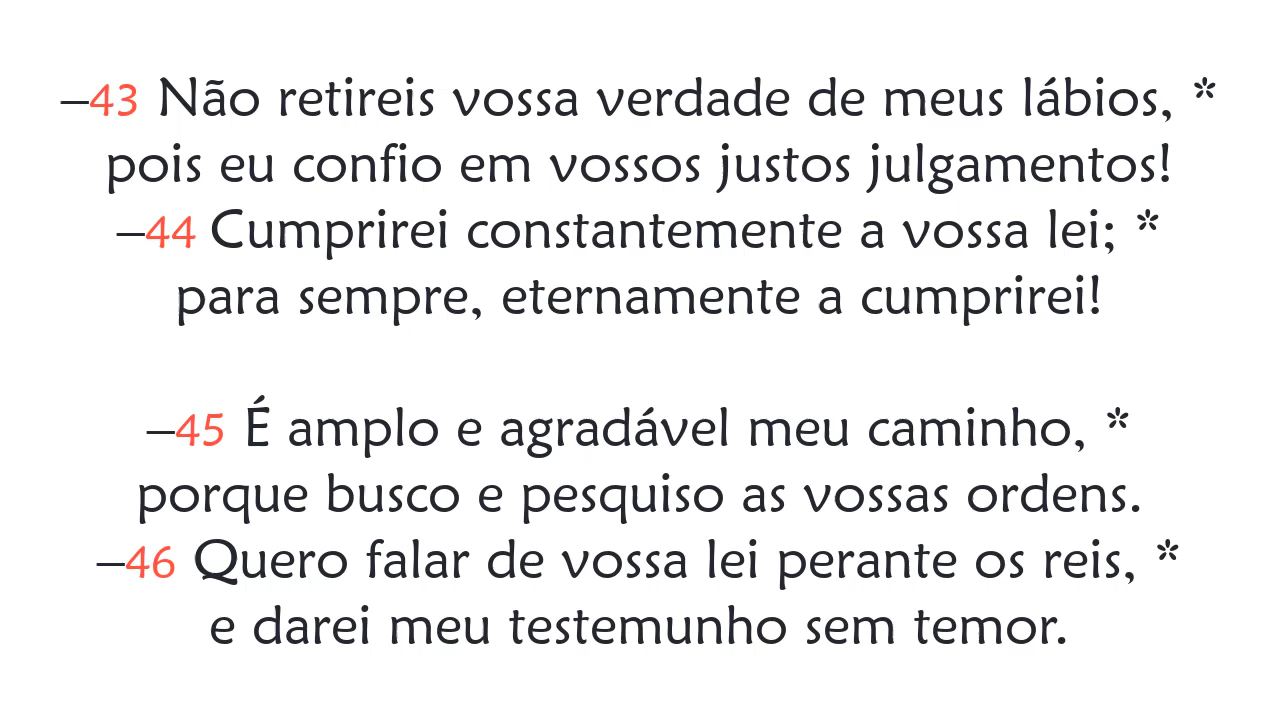 –43 Não retireis vossa verdade de meus lábios, *
pois eu confio em vossos justos julgamentos!
–44 Cumprirei constantemente a vossa lei; *
para sempre, eternamente a cumprirei!
–45 É amplo e agradável meu caminho, *
porque busco e pesquiso as vossas ordens.
–46 Quero falar de vossa lei perante os reis, *
e darei meu testemunho sem temor.